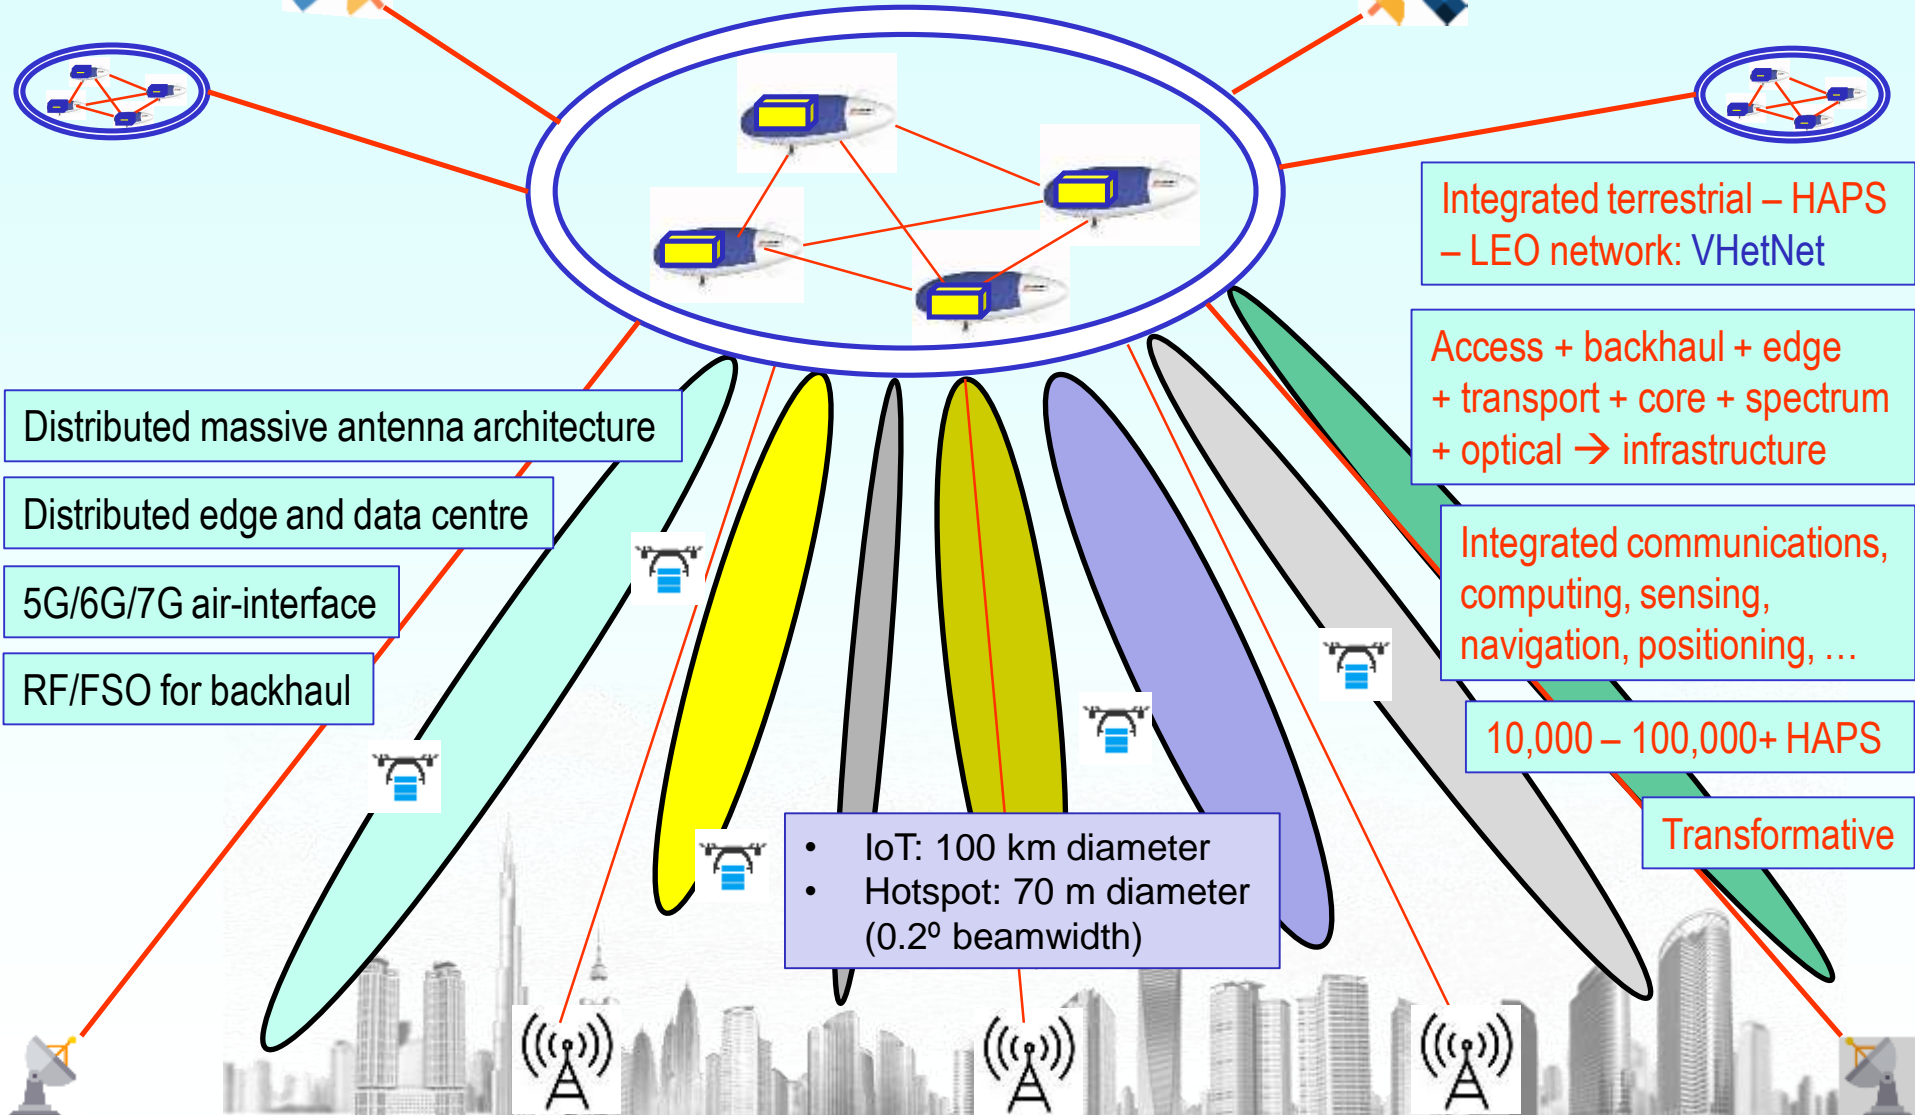 Integrated terrestrial – HAPS
– LEO network: VHetNet
Access + backhaul + edge
+ transport + core + spectrum
+ optical → infrastructure
Distributed massive antenna architecture
Distributed edge and data centre
5G/6G/7G air-interface
RF/FSO for backhaul
Integrated communications,
computing, sensing,
navigation, positioning, …
10,000 – 100,000+ HAPS
Transformative
• IoT: 100 km diameter
• Hotspot: 70 m diameter
(0.2º beamwidth)